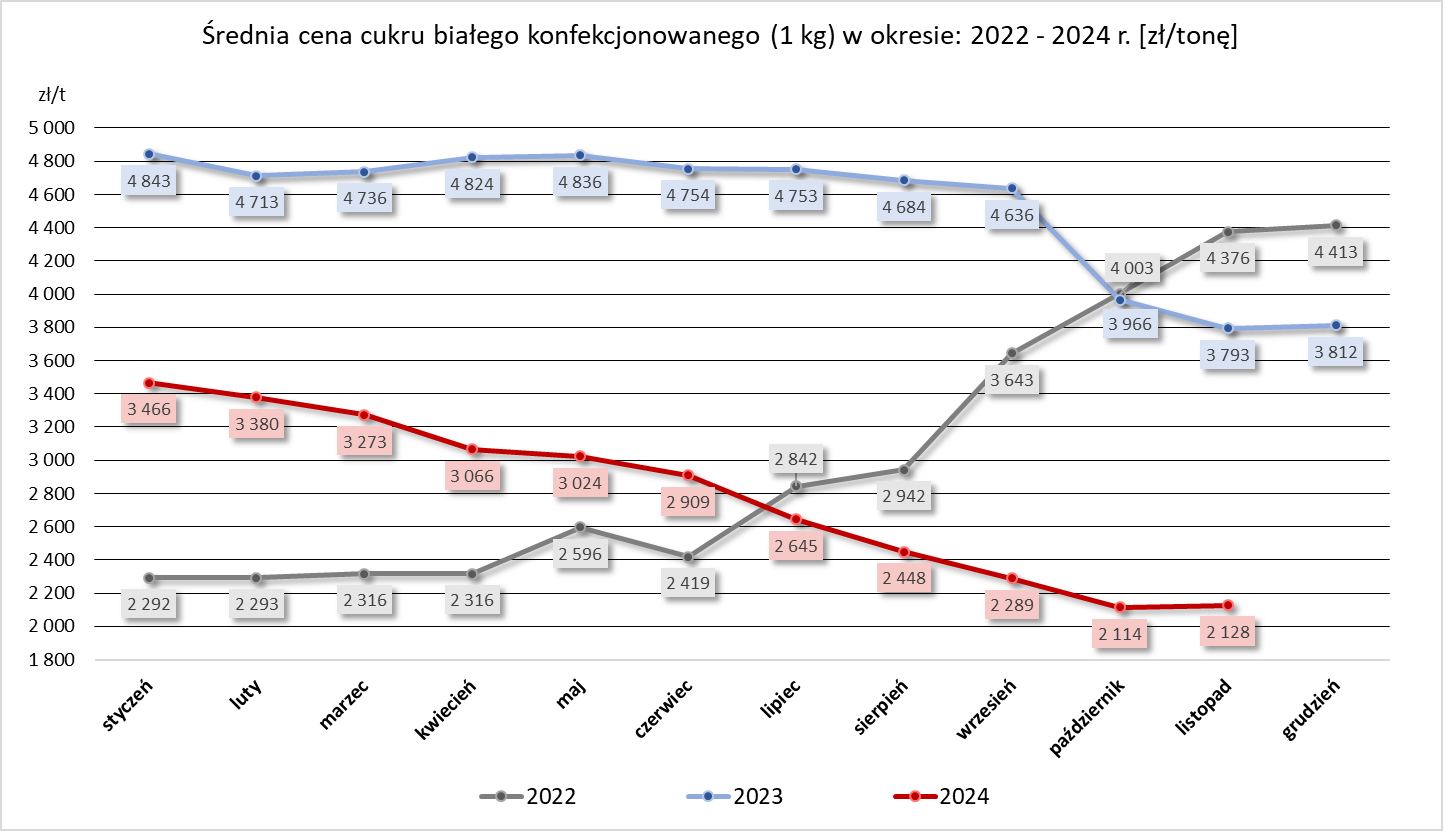 Średnia cena cukru białego konfekcjonowanego (1 kg) w okresie: 2022 - 2024 r. [zł/tonę]
zł/t
5 000
4 800
4 600
4 400
4 200
4 000
3 800
3 600
3 400
3 200
3 000
2 800
2 600
2 400
2 200
2 000
1 800
4 843 4 713 4 736 4 824 4 836 4 754 4 753 4 684 4 636 3 966 3 793 3 812
2 292 2 293 2 316 2 316 2 596 2 419 2 842 2 942 3 643 4 003 4 376 4 413
3 466 3 380 3 273 3 066 3 024 2 909 2 645 2 448 2 289 2 114 2 128
styczeń luty marzec kwiecień maj czerwiec lipiec sierpień wrzesień październik listopad grudzień
2022 2023 2024